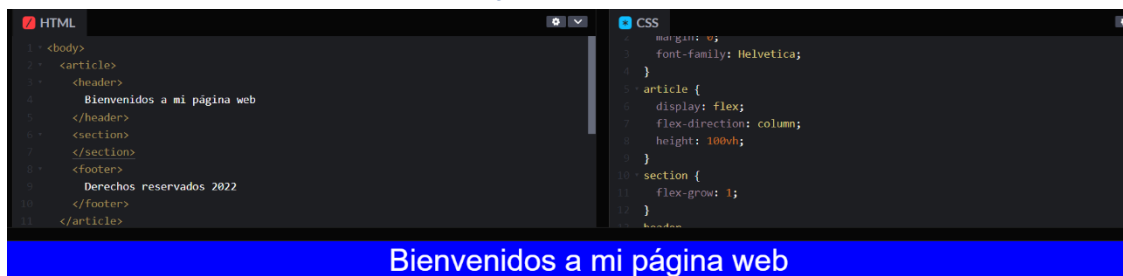 HTML
1 <body>
2 <article>
3 <header>
4 Bienvenidos a mi página web
5 </header>
6 <section>
7 </section>
8 <footer>
9 Derechos reservados 2022
10 </footer>
11 </article>
CSS
2 margin: 0;
3 font-family: Helvetica;
4 }
5 article {
6 display: flex;
7 flex-direction: column;
8 height: 100vh;
9 }
10 section {
11 flex-grow: 1;
12 }
13 header
Bienvenidos a mi página web